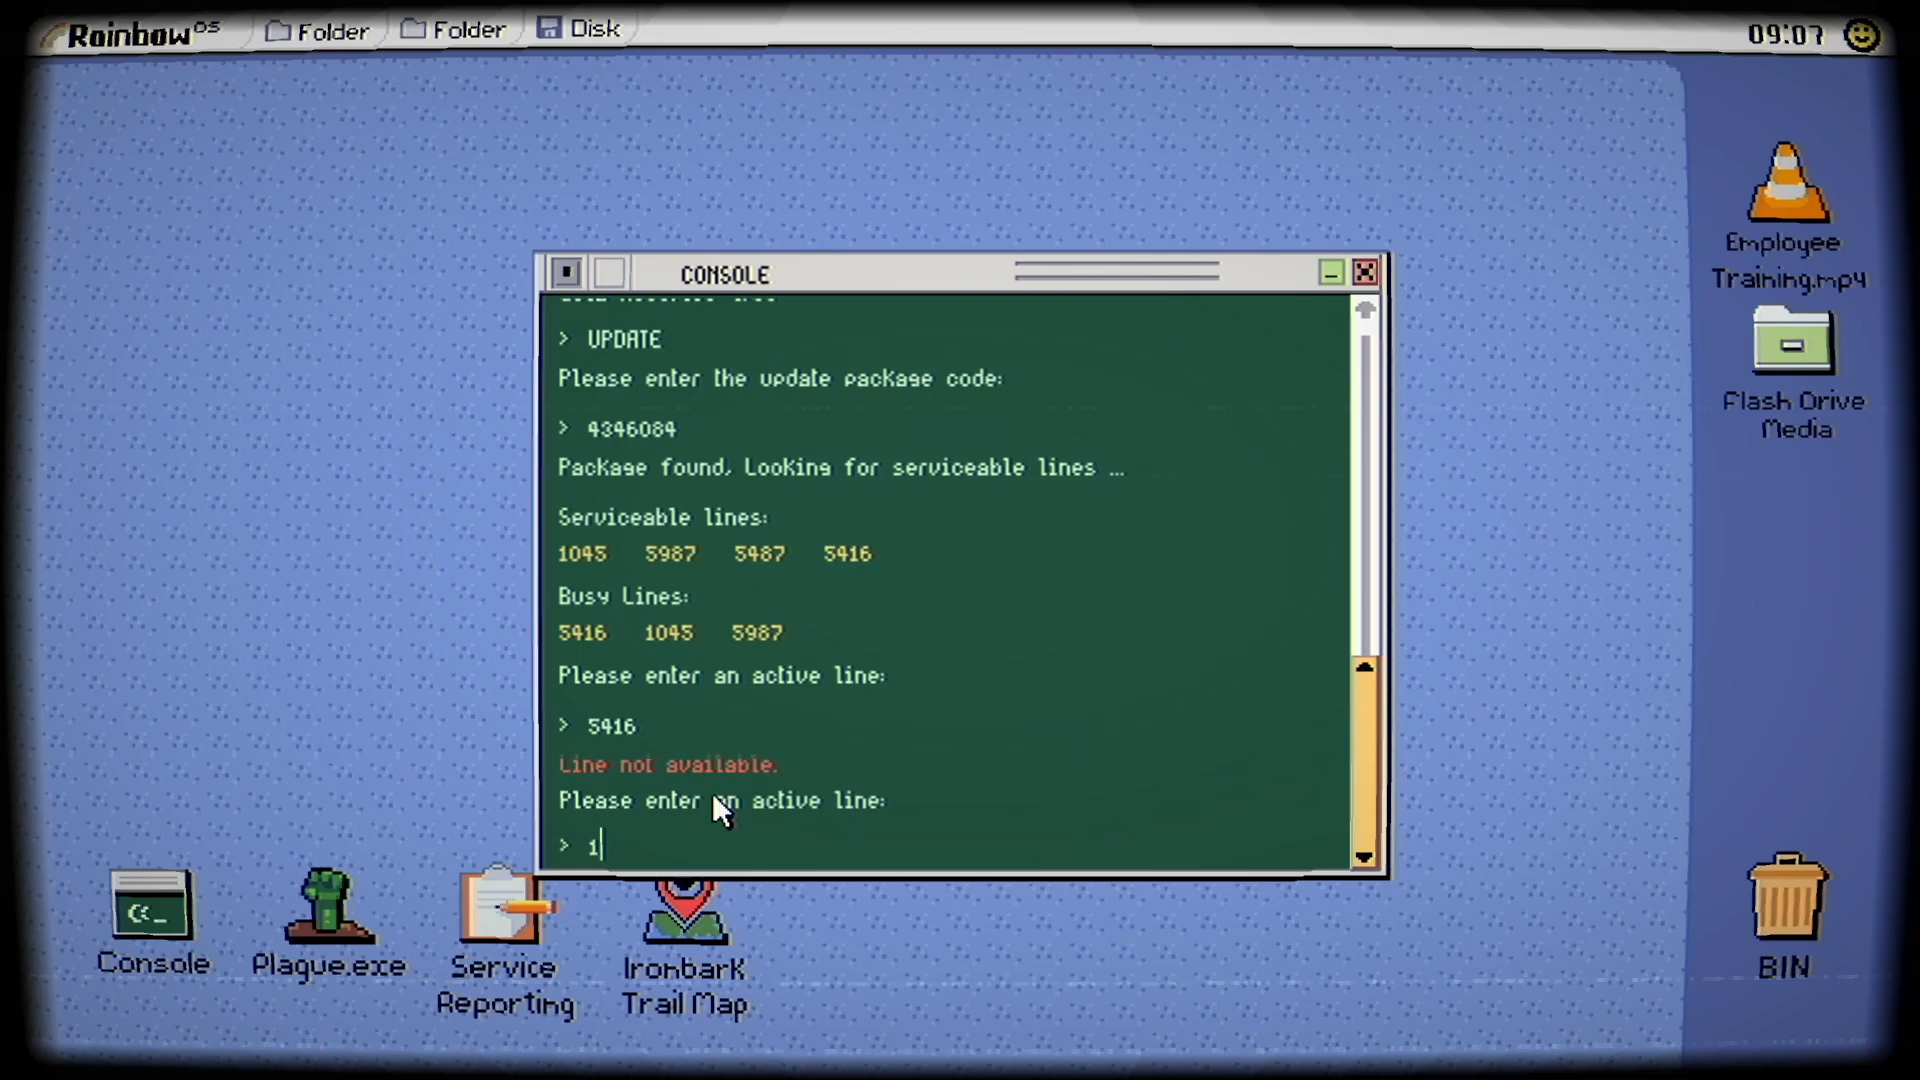 Rainbow OS
Folder
Folder
Disk
09:07
Employee
Training.mp4
Flash Drive
Media
CONSOLE
> UPDATE
Please enter the update package code:
> 4346084
Package found, Looking for serviceable lines ...
Serviceable lines:
1045 5987 5487 5416
Busy Lines:
5416 1045 5987
Please enter an active line:
> 5416
Line not available.
Please enter an active line:
> 1
Console
Plague.exe
Service
Reporting
Ironbark
Trail Map
BIN